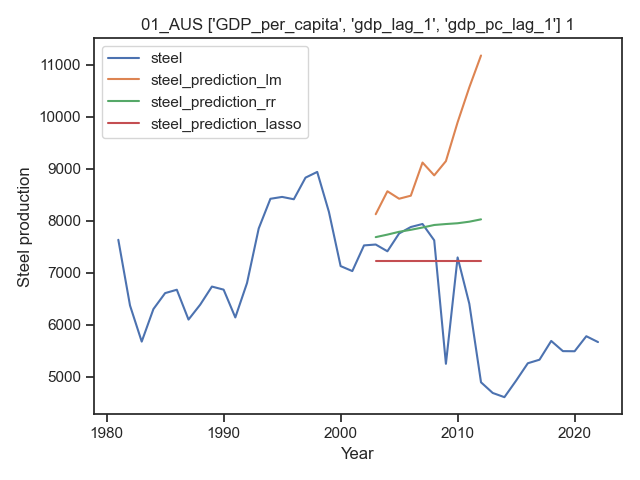 01_AUS ['GDP_per_capita', 'gdp_lag_1', 'gdp_pc_lag_1'] 1
steel
steel_prediction_lm
steel_prediction_rr
steel_prediction_lasso
11000
10000
9000
8000
7000
6000
5000
Steel production
1980
1990
2000
2010
2020
Year